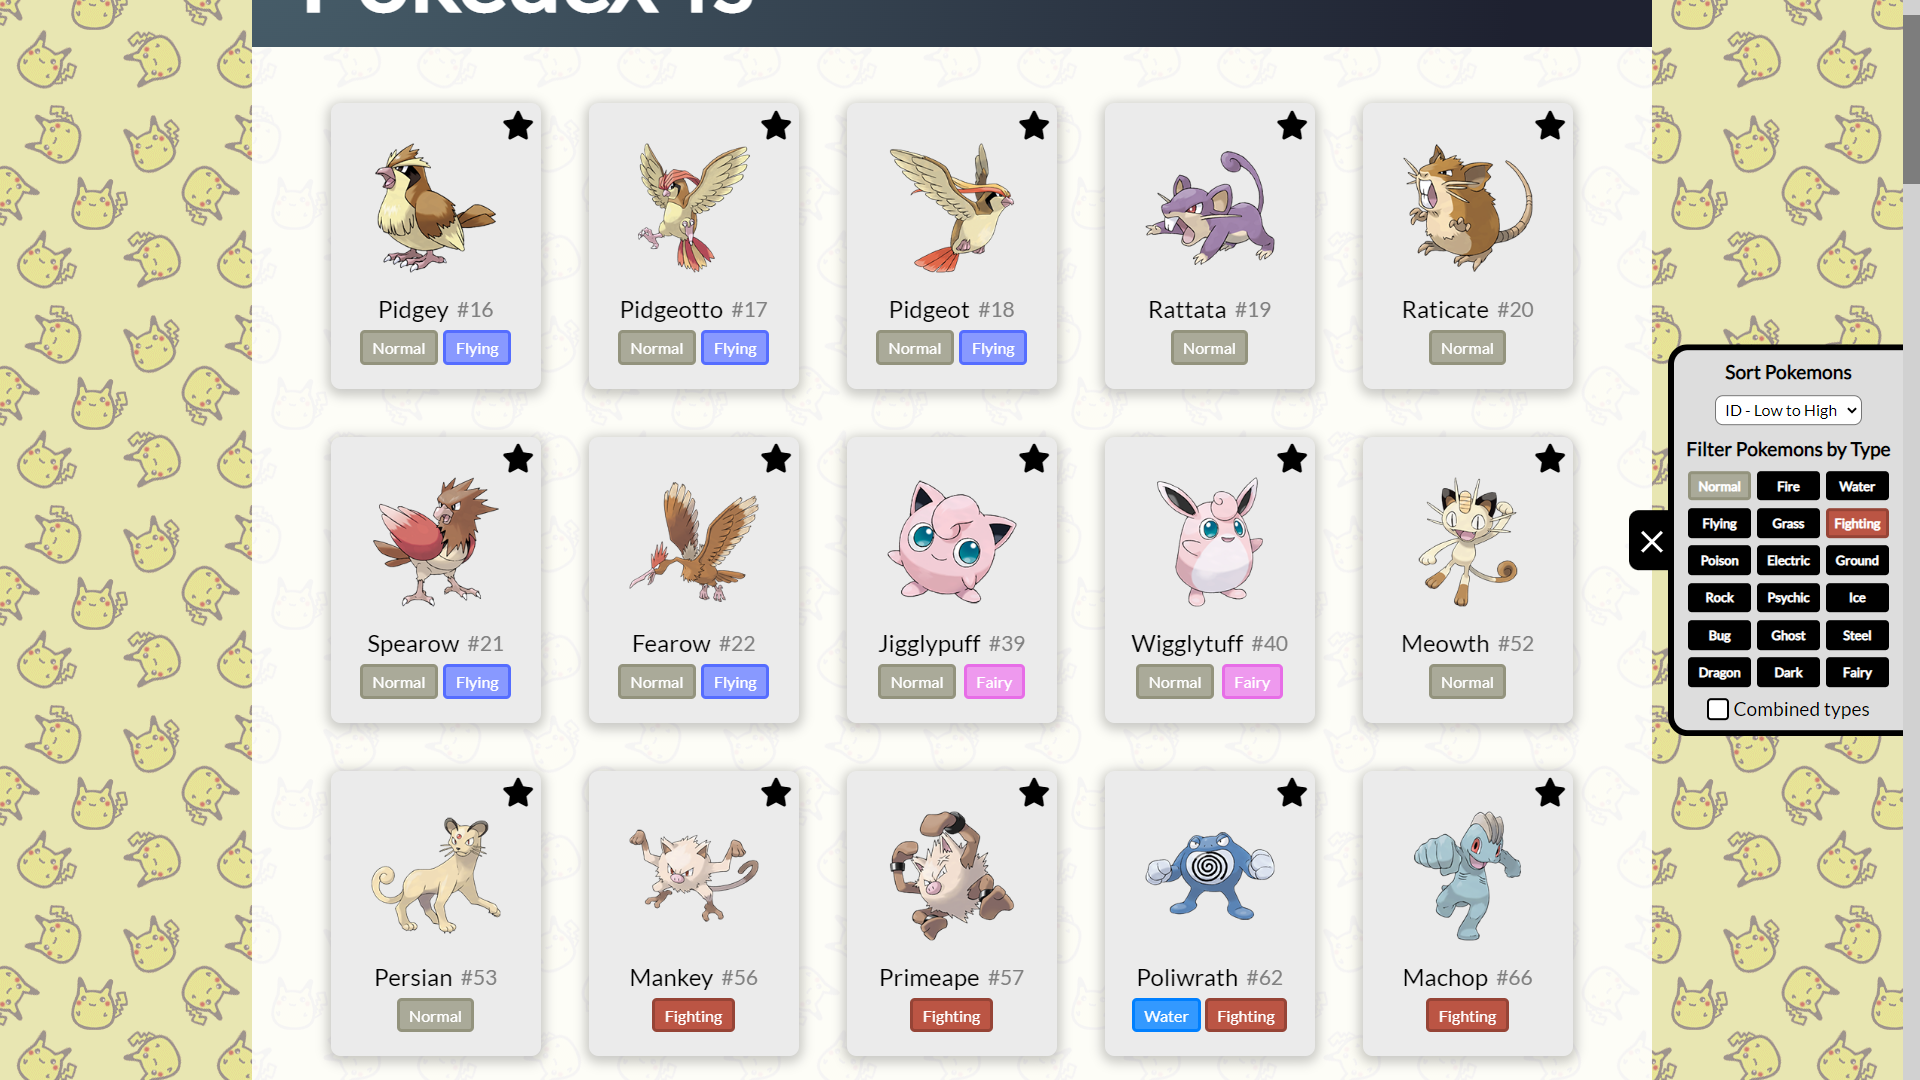 Pokedex IS
Pidgey #16
Normal Flying
Pidgeotto #17
Normal Flying
Pidgeot #18
Normal Flying
Rattata #19
Normal
Raticate #20
Normal
Spearow #21
Normal Flying
Fearow #22
Normal Flying
Jigglypuff #39
Normal Fairy
Wigglytuff #40
Normal Fairy
Meowth #52
Normal
Persian #53
Normal
Mankey #56
Fighting
Primeape #57
Fighting
Poliwrath #62
Water Fighting
Machop #66
Fighting
Sort Pokemons
ID - Low to High
Filter Pokemons by Type
Normal Fire Water
Flying Grass Fighting
Poison Electric Ground
Rock Psychic Ice
Bug Ghost Steel
Dragon Dark Fairy
Combined types